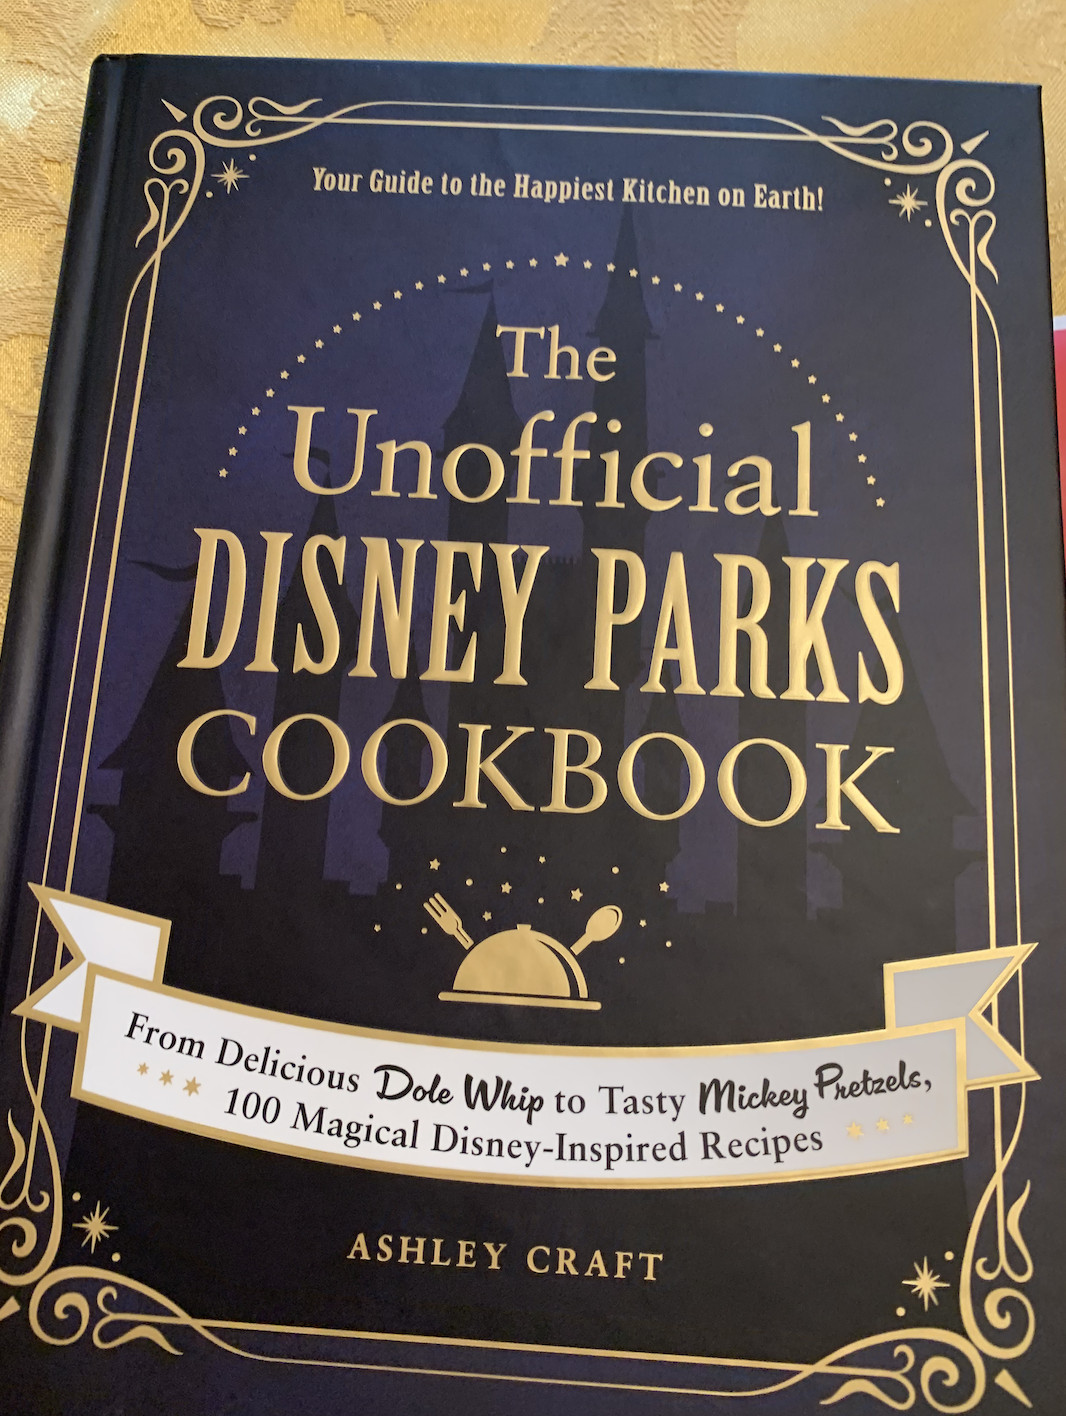 Your Guide to the Happiest Kitchen on Earth!
The
Unofficial
DISNEY PARKS
COOKBOOK
From Delicious Dole Whip to Tasty Mickey Pretzels,
100 Magical Disney-Inspired Recipes
ASHLEY CRAFT